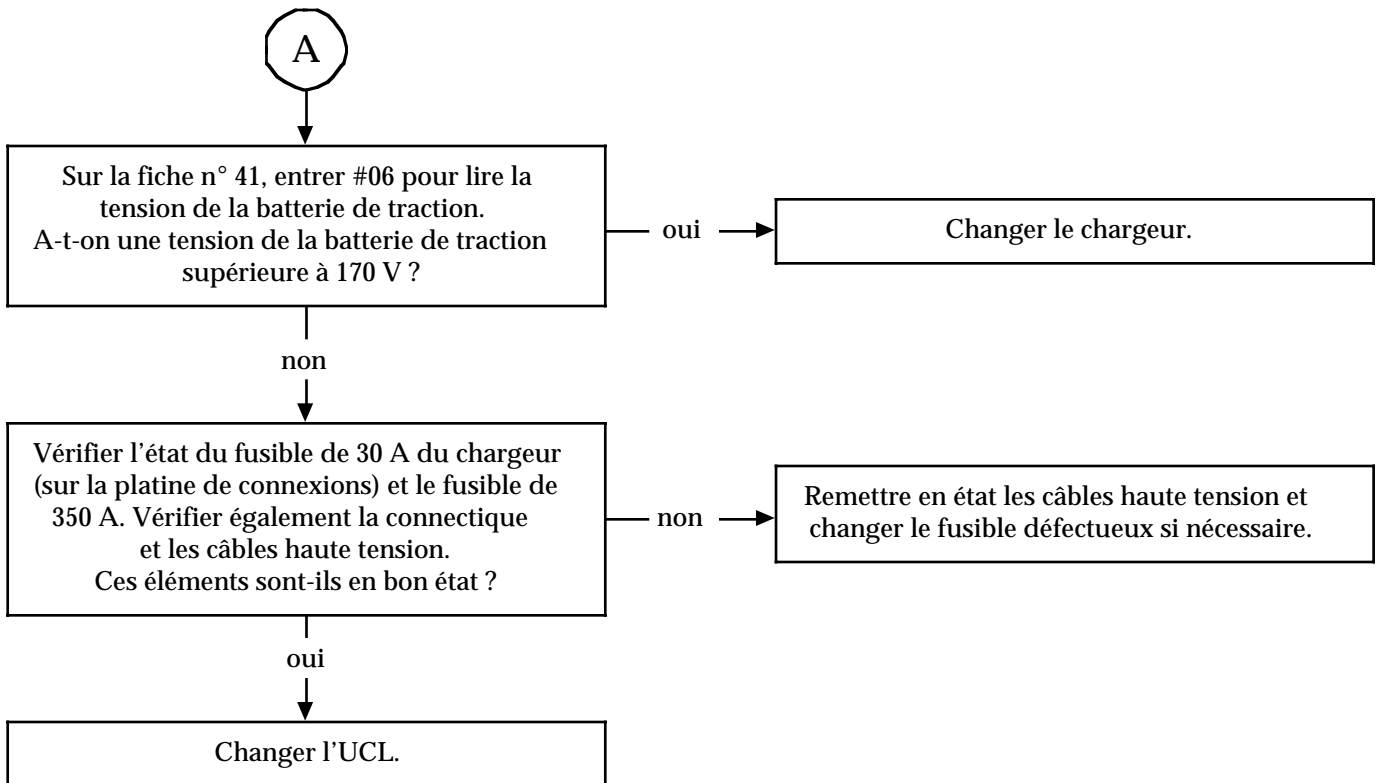 A
Sur la fiche n° 41, entrer #06 pour lire la
tension de la batterie de traction.
A-t-on une tension de la batterie de traction
supérieure à 170 V ?
oui
Changer le chargeur.
non
Vérifier l’état du fusible de 30 A du chargeur
(sur la platine de connexions) et le fusible de
350 A. Vérifier également la connectique
et les câbles haute tension.
Ces éléments sont-ils en bon état ?
non
Remettre en état les câbles haute tension et
changer le fusible défectueux si nécessaire.
oui
Changer l’UCL.